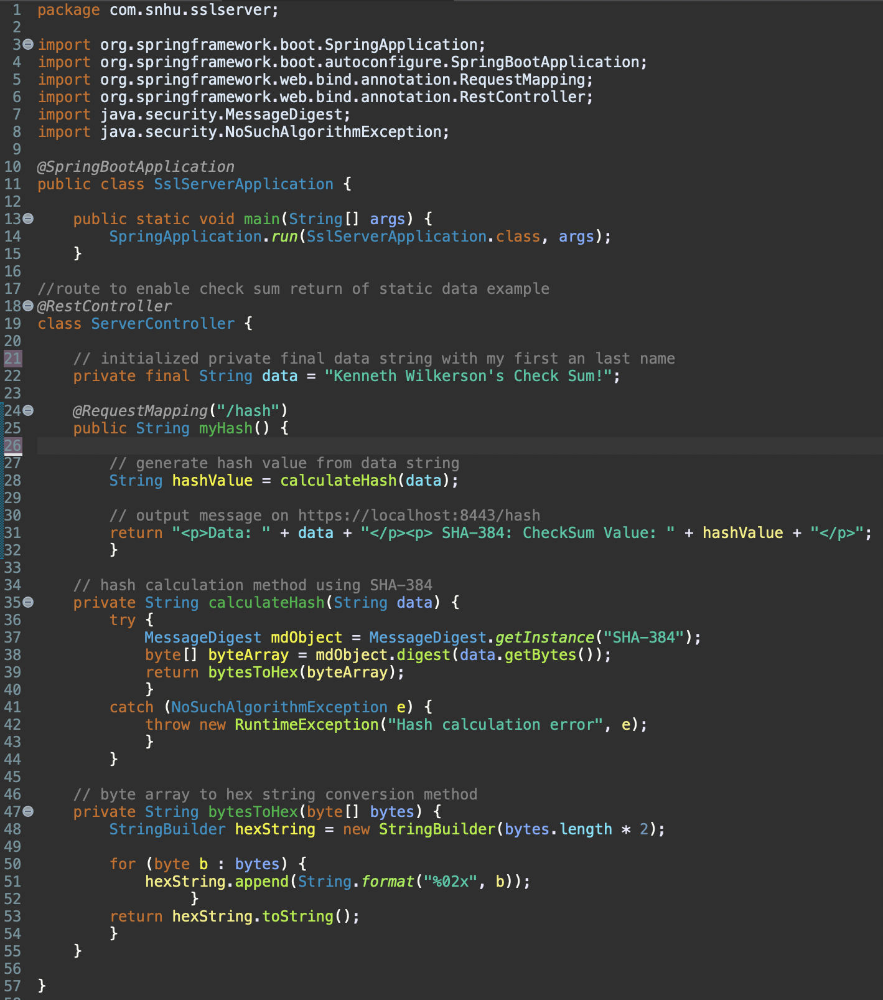 1 package com.snhu.sslserver;
2
3 import org.springframework.boot.SpringApplication;
4 import org.springframework.boot.autoconfigure.SpringBootApplication;
5 import org.springframework.web.bind.annotation.RequestMapping;
6 import org.springframework.web.bind.annotation.RestController;
7 import java.security.MessageDigest;
8 import java.security.NoSuchAlgorithmException;
9
10 @SpringBootApplication
11 public class SslServerApplication {
12
13     public static void main(String[] args) {
14         SpringApplication.run(SslServerApplication.class, args);
15     }
16
17 //route to enable check sum return of static data example
18 @RestController
19 class ServerController {
20
21     // initialized private final data string with my first an last name
22     private final String data = "Kenneth Wilkerson's Check Sum!";
23
24     @RequestMapping("/hash")
25     public String myHash() {
26
27         // generate hash value from data string
28         String hashValue = calculateHash(data);
29
30         // output message on https://localhost:8443/hash
31         return "<p>Data: " + data + "</p><p> SHA-384: CheckSum Value: " + hashValue + "</p>";
32         }
33
34     // hash calculation method using SHA-384
35     private String calculateHash(String data) {
36         try {
37             MessageDigest mdObject = MessageDigest.getInstance("SHA-384");
38             byte[] byteArray = mdObject.digest(data.getBytes());
39             return bytesToHex(byteArray);
40             }
41         catch (NoSuchAlgorithmException e) {
42             throw new RuntimeException("Hash calculation error", e);
43             }
44         }
45
46     // byte array to hex string conversion method
47     private String bytesToHex(byte[] bytes) {
48         StringBuilder hexString = new StringBuilder(bytes.length * 2);
49
50         for (byte b : bytes) {
51             hexString.append(String.format("%02x", b));
52                  }
53         return hexString.toString();
54         }
55     }
56
57 }